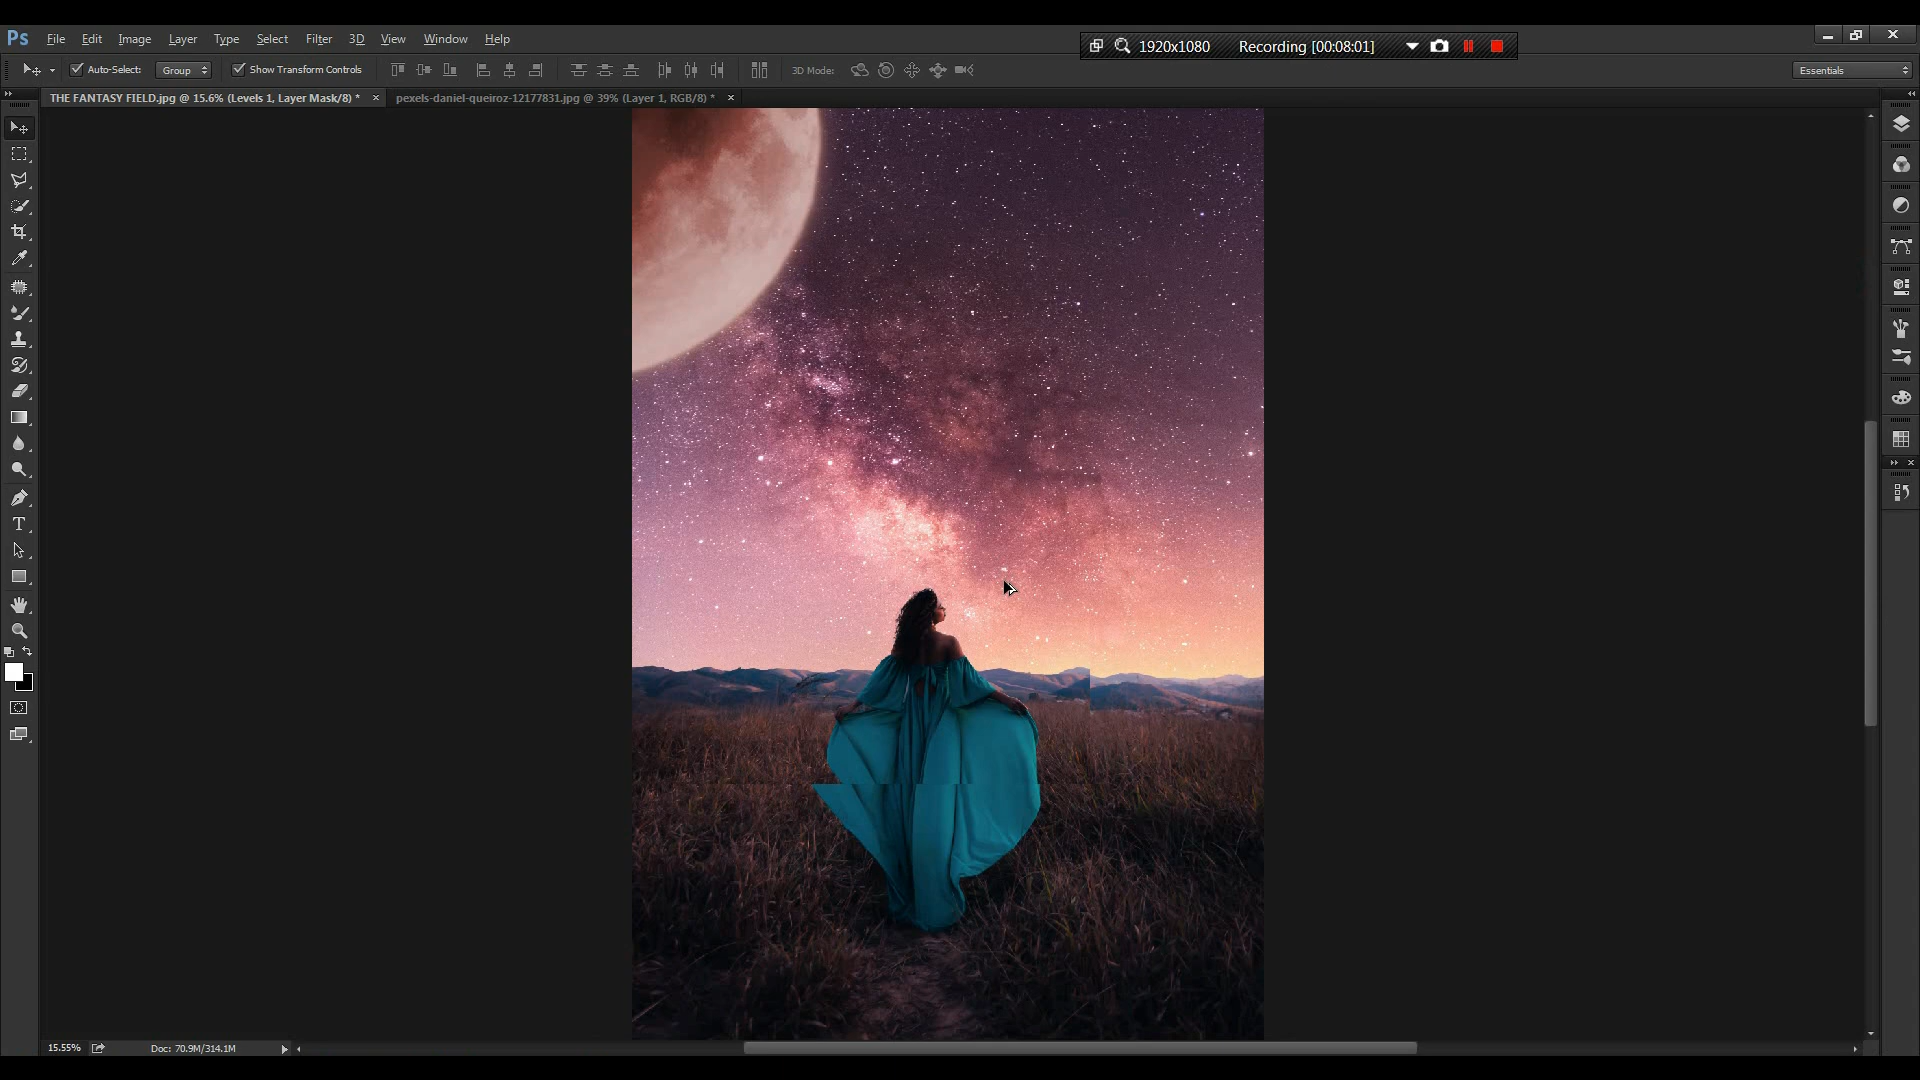 Ps File Edit Image Layer Type Select Filter 3D View Window Help
1920x1080 Recording [00:08:01]
Auto-Select: Group Show Transform Controls 3D Mode: Essentials
THE FANTASY FIELD.jpg @ 15.6% (Levels 1, Layer Mask/8) * pexels-daniel-queiroz-12177831.jpg @ 39% (Layer 1, RGB/8) *
T
15.55% Doc: 70.9M/314.1M